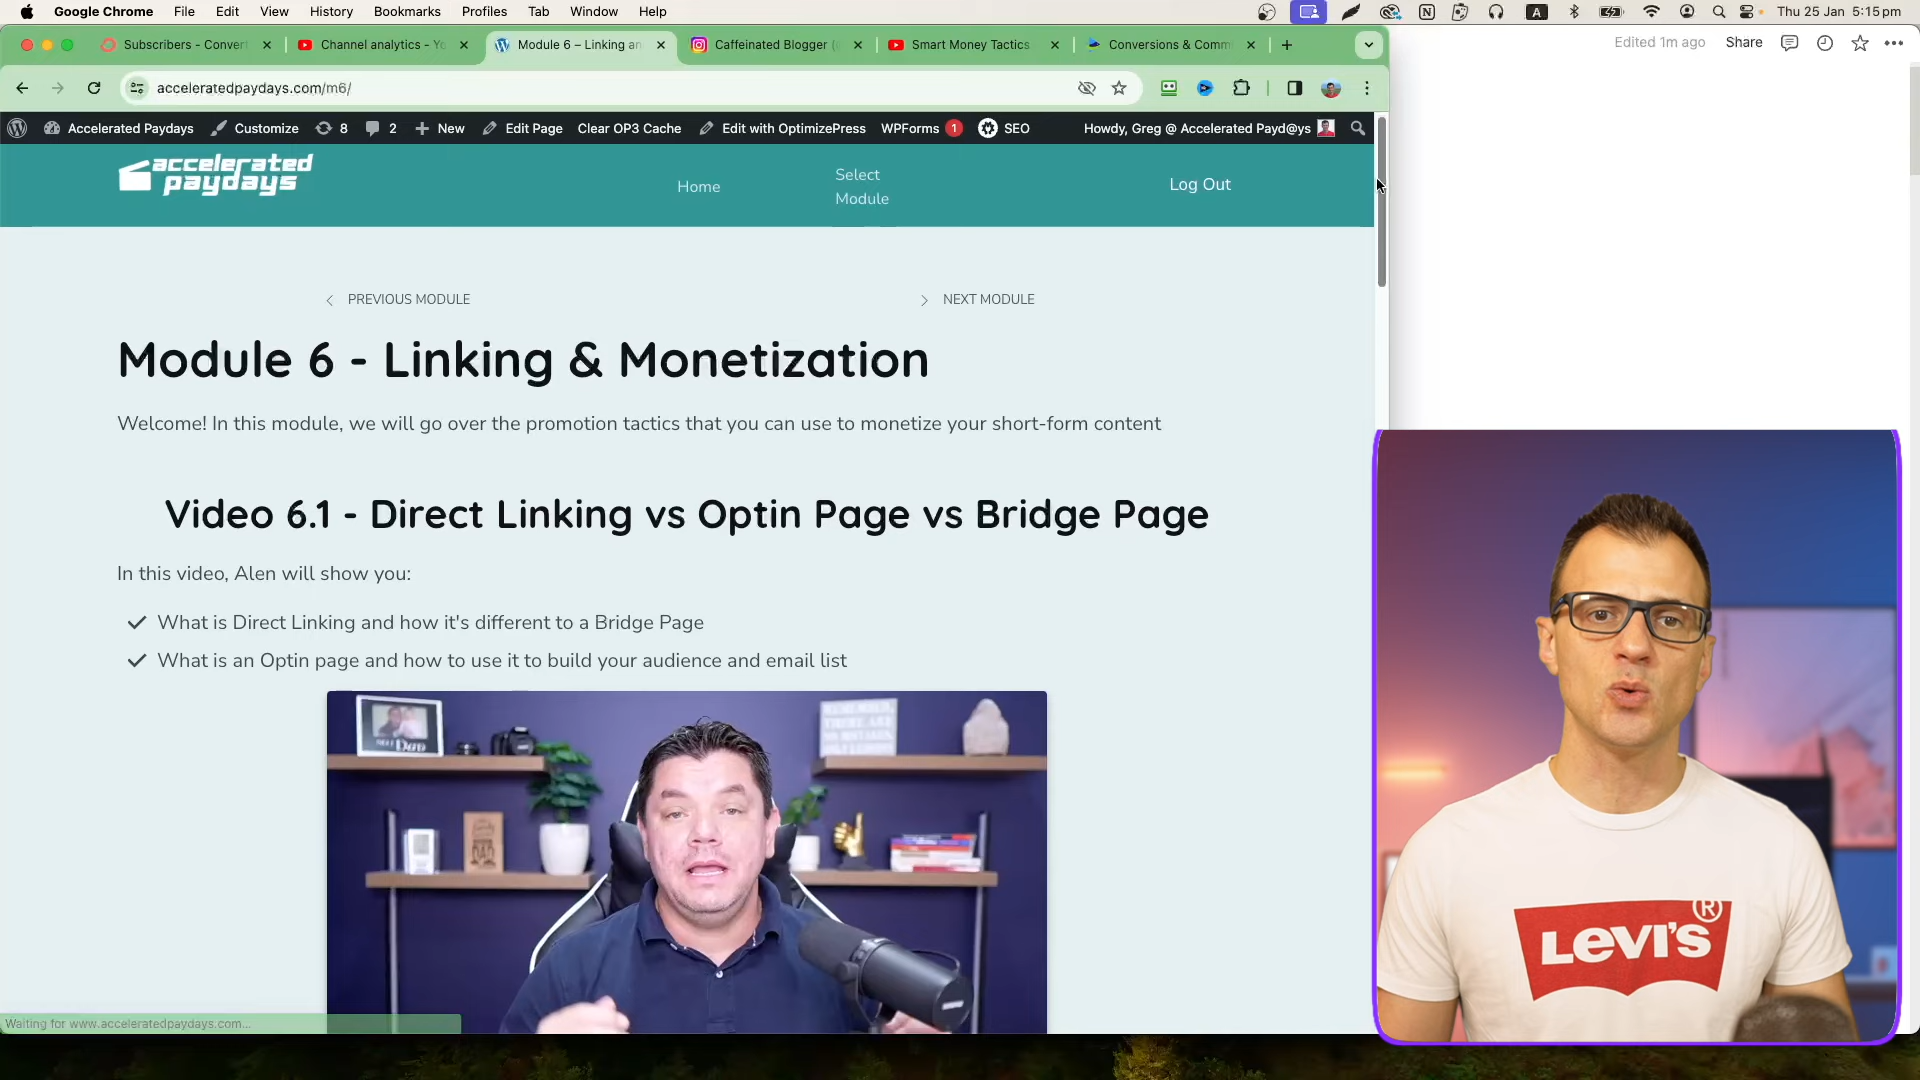 Google Chrome File Edit View History Bookmarks Profiles Tab Window Help A Thu 25 Jan 5:15 pm
Subscribers - Convert Channel analytics - Yo Module 6 – Linking an Caffeinated Blogger ( Smart Money Tactics Conversions & Comm
Edited 1m ago Share
acceleratedpaydays.com/m6/
Accelerated Paydays Customize 8 2 New Edit Page Clear OP3 Cache Edit with OptimizePress WPForms 1 SEO Howdy, Greg @ Accelerated Payd@ys
accelerated
paydays
Home
Select
Module
Log Out
PREVIOUS MODULE
NEXT MODULE
Module 6 - Linking & Monetization
Welcome! In this module, we will go over the promotion tactics that you can use to monetize your short-form content
Video 6.1 - Direct Linking vs Optin Page vs Bridge Page
In this video, Alen will show you:
What is Direct Linking and how it's different to a Bridge Page
What is an Optin page and how to use it to build your audience and email list
Dad
REMEMBER,
THERE ARE
NO MISTAKES,
LEVI'S ®
Waiting for www.acceleratedpaydays.com...